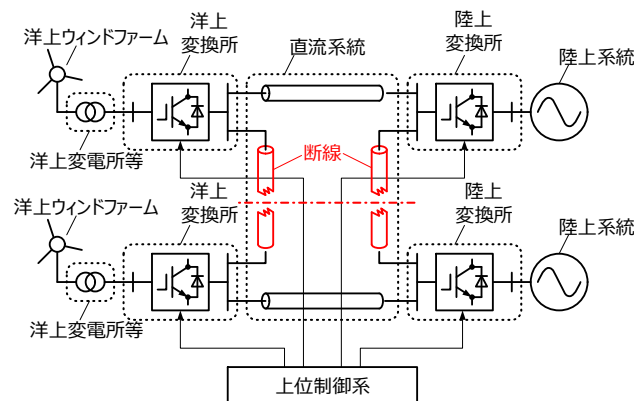 洋上ウィンドファーム
洋上
変換所
直流系統
陸上
変換所
陸上系統
洋上変電所等
断線
洋上ウィンドファーム
洋上
変換所
陸上
変換所
陸上系統
洋上変電所等
上位制御系